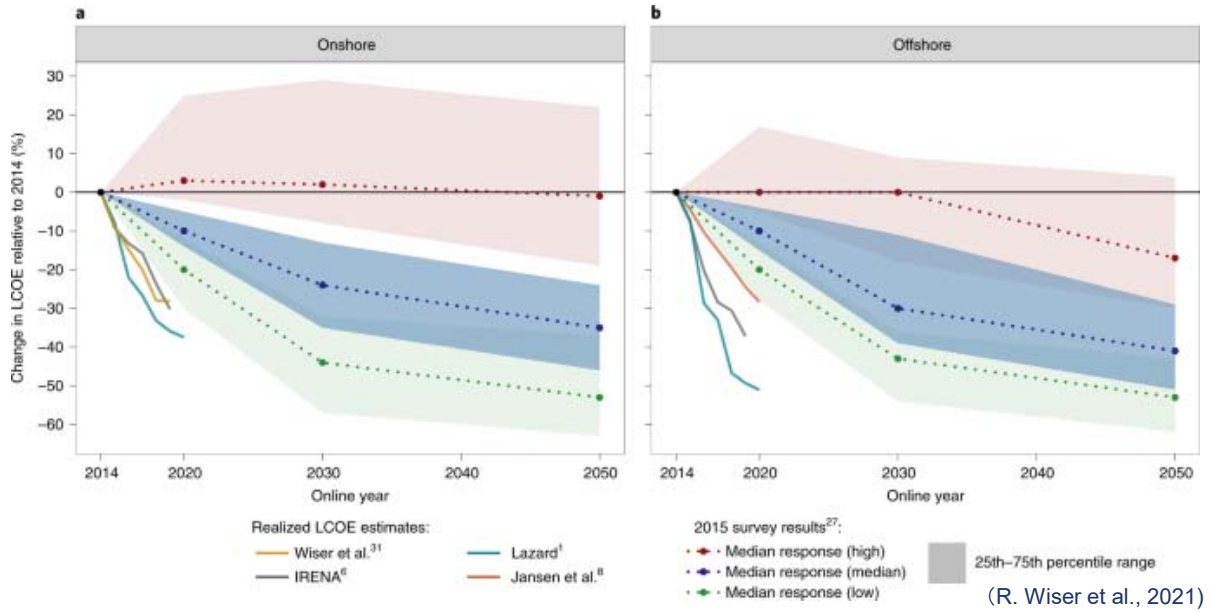 a
Onshore
b
Offshore
Change in LCOE relative to 2014 (%)
30
20
10
0
−10
−20
−30
−40
−50
−60
2014
2020
2030
2040
2050
Online year
2014
2020
2030
2040
2050
Online year
Realized LCOE estimates:
Wiser et al.31
Lazard1
IRENA6
Jansen et al.8
2015 survey results27:
Median response (high)
Median response (median)
Median response (low)
25th–75th percentile range
(R. Wiser et al., 2021)